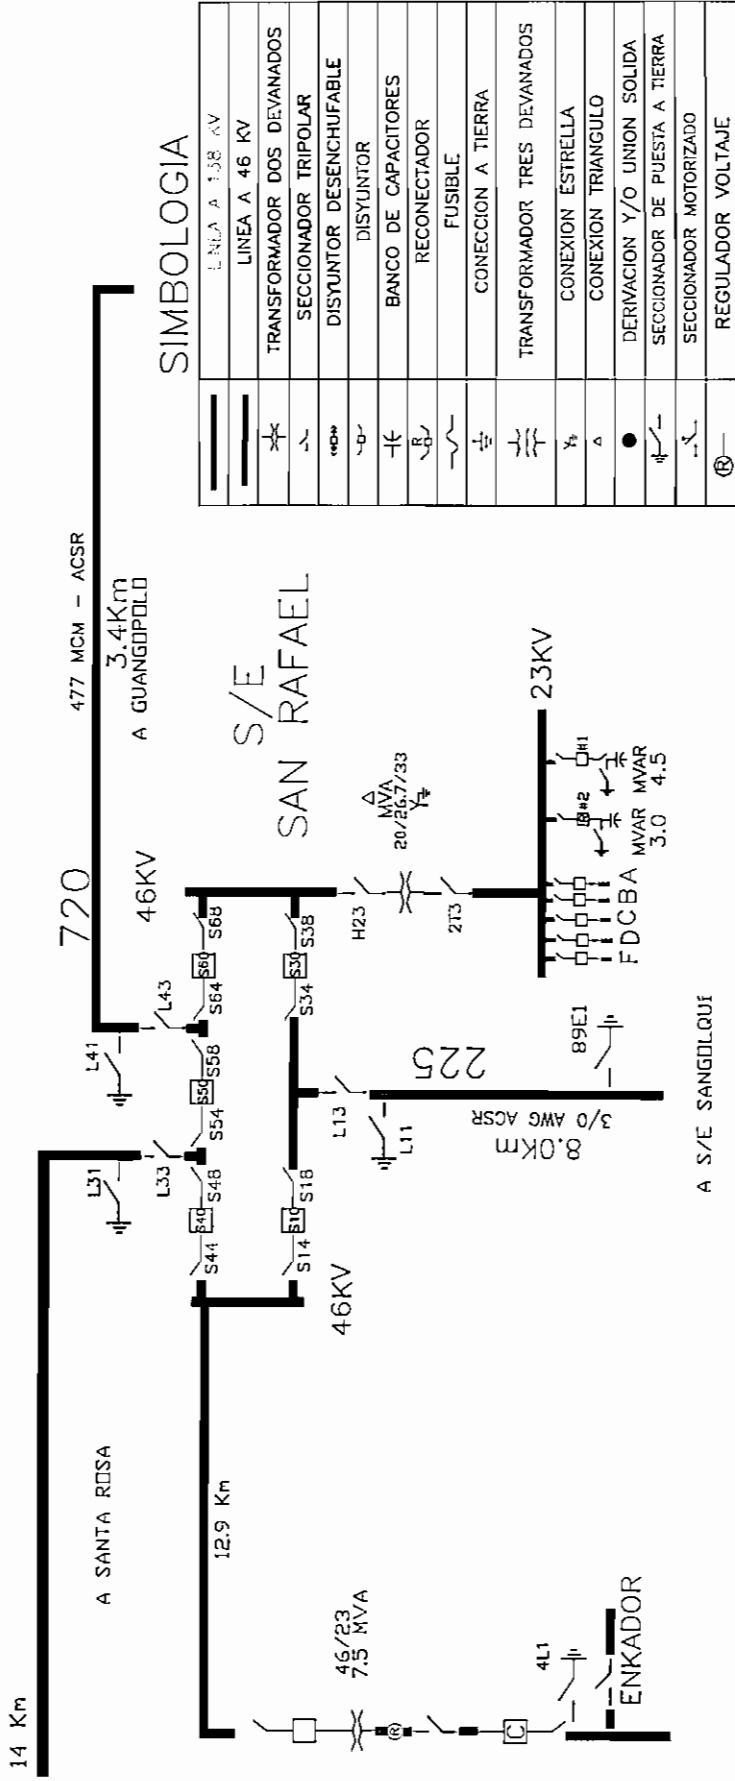 14 Km
A SANTA ROSA
L31
L33
L41
L43
720
477 MCM - ACSR
3.4Km
A GUANGOPOLO
46KV
S44
S40
S48
S54
S50
S58
S64
S60
S68
S14
S10
S18
S34
S30
S38
46KV
12.9 Km
L13
L11
225
8.0Km
3/0 AWG ACSR
89E1
A S/E SANGOLQUI
S/E
SAN RAFAEL
H23
2T3
MVA
20/26.7/33
23KV
F D C B A
#2
MVAR
3.0
#1
MVAR
4.5
46/23
7.5 MVA
R
C
4L1
ENKADOR
SIMBOLOGIA
LINEA A 138 KV
LINEA A 46 KV
TRANSFORMADOR DOS DEVANADOS
SECCIONADOR TRIPOLAR
DISYUNTOR DESENCHUFABLE
DISYUNTOR
BANCO DE CAPACITORES
R RECONECTADOR
FUSIBLE
CONECCION A TIERRA
TRANSFORMADOR TRES DEVANADOS
CONEXION ESTRELLA
CONEXION TRIANGULO
DERIVACION Y/O UNION SOLIDA
SECCIONADOR DE PUESTA A TIERRA
SECCIONADOR MOTORIZADO
R REGULADOR VOLTAJE